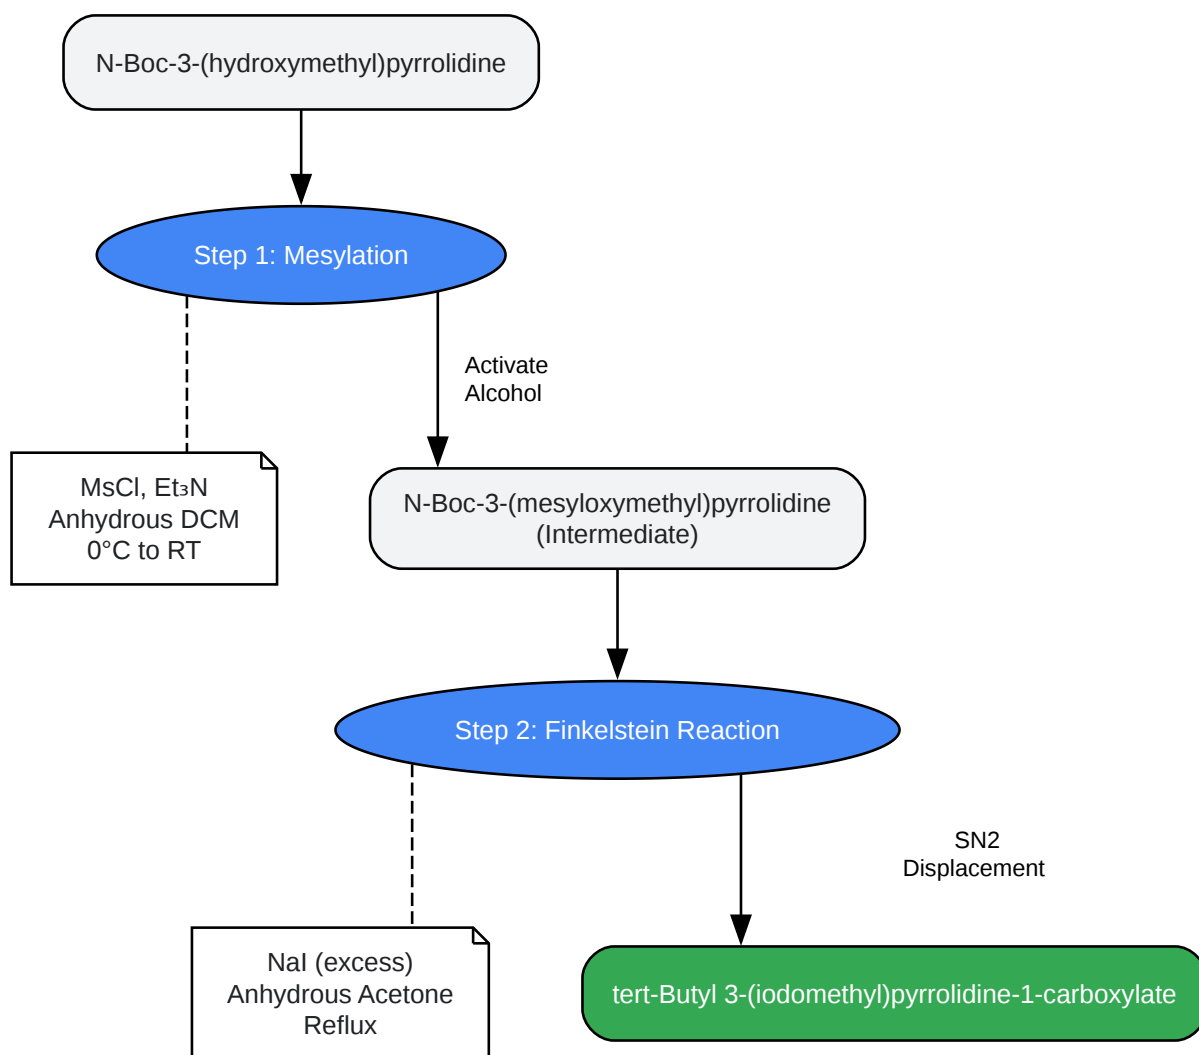 N-Boc-3-(hydroxymethyl)pyrrolidine
Step 1: Mesylation
Activate
Alcohol
MsCl, Et₃N
Anhydrous DCM
0°C to RT
N-Boc-3-(mesyloxymethyl)pyrrolidine
(Intermediate)
Step 2: Finkelstein Reaction
SN2
Displacement
NaI (excess)
Anhydrous Acetone
Reflux
tert-Butyl 3-(iodomethyl)pyrrolidine-1-carboxylate